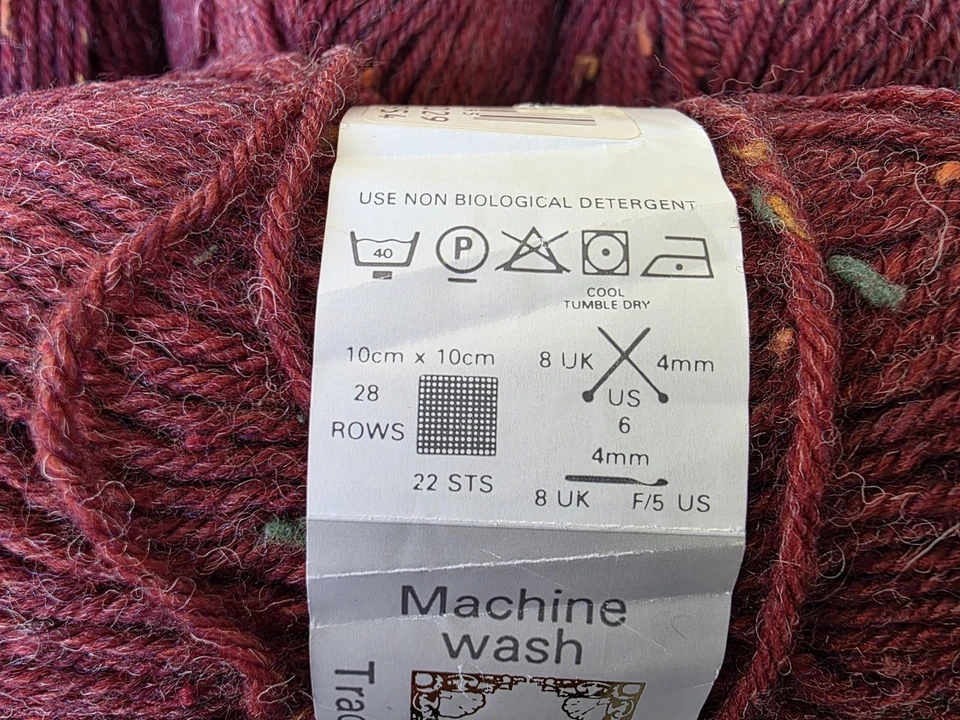 USE NON BIOLOGICAL DETERGENT
40
P
COOL
TUMBLE DRY
10cm x 10cm
28
ROWS
22 STS
8 UK
4mm
US
6
4mm
8 UK F/5 US
Machine
wash